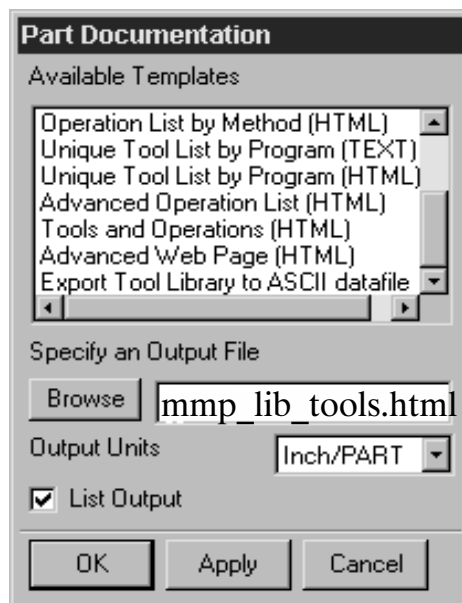 Part Documentation
Available Templates
Operation List by Method (HTML)
Unique Tool List by Program (TEXT)
Unique Tool List by Program (HTML)
Advanced Operation List (HTML)
Tools and Operations (HTML)
Advanced Web Page (HTML)
Export Tool Library to ASCII datafile
Specify an Output File
Browse mmp_lib_tools.html
Output Units Inch/PART
List Output
OK Apply Cancel